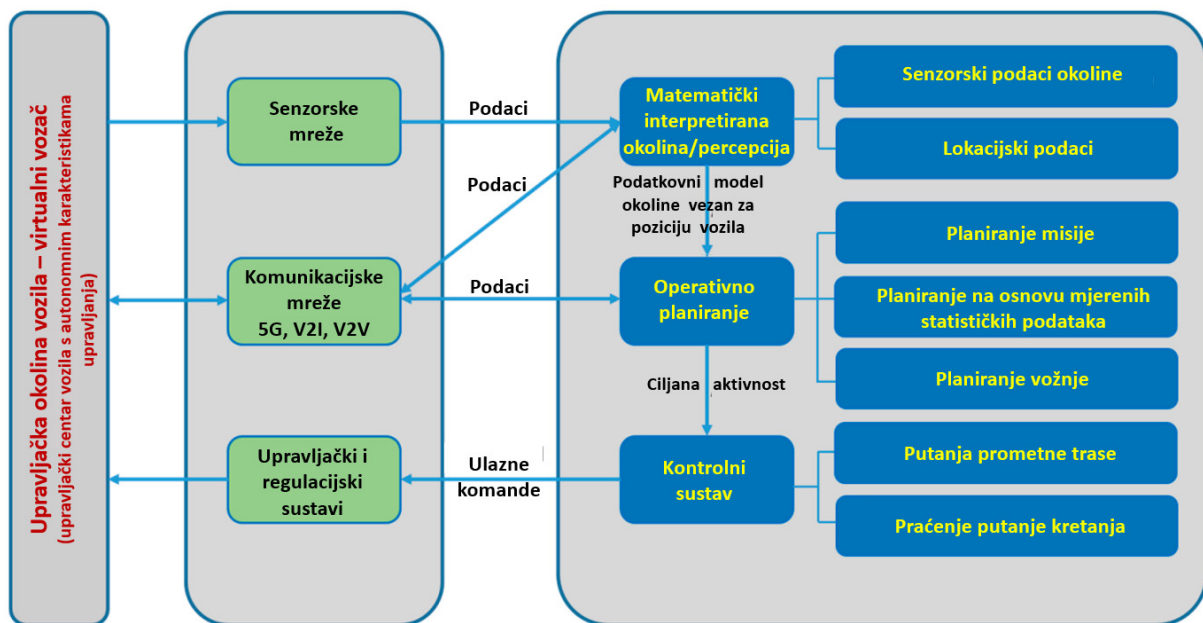 Upravljačka okolina vozila – virtualni vozač
(upravljački centar vozila s autonomnim karakteristikama
upravljanja)
Senzorske
mreže
Komunikacijske
mreže
5G, V2I, V2V
Upravljački i
regulacijski
sustavi
Podaci
Podaci
Podaci
Ulazne
komande
Matematički
interpretirana
okolina/percepcija
Podatkovni model
okoline vezan za
poziciju vozila
Operativno
planiranje
Ciljana aktivnost
Kontrolni
sustav
Senzorski podaci okoline
Lokacijski podaci
Planiranje misije
Planiranje na osnovu mjerenih
statističkih podataka
Planiranje vožnje
Putanja prometne trase
Praćenje putanje kretanja